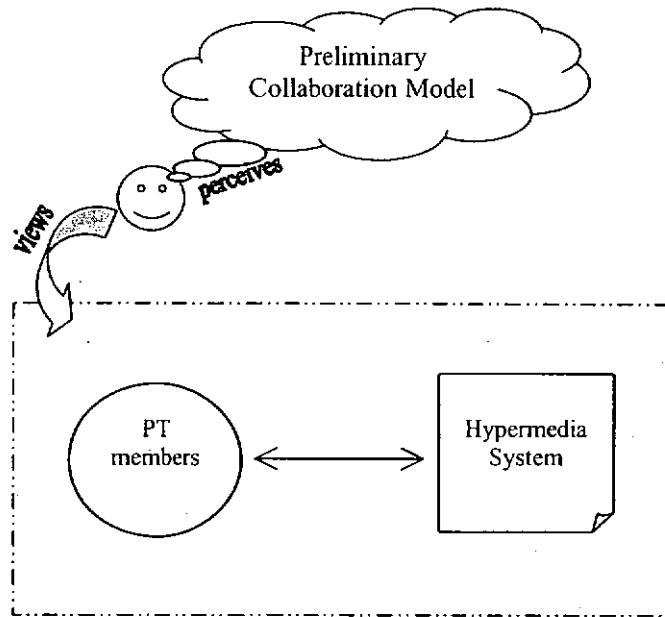 Preliminary
Collaboration Model
perceives
views
PT
members
Hypermedia
System